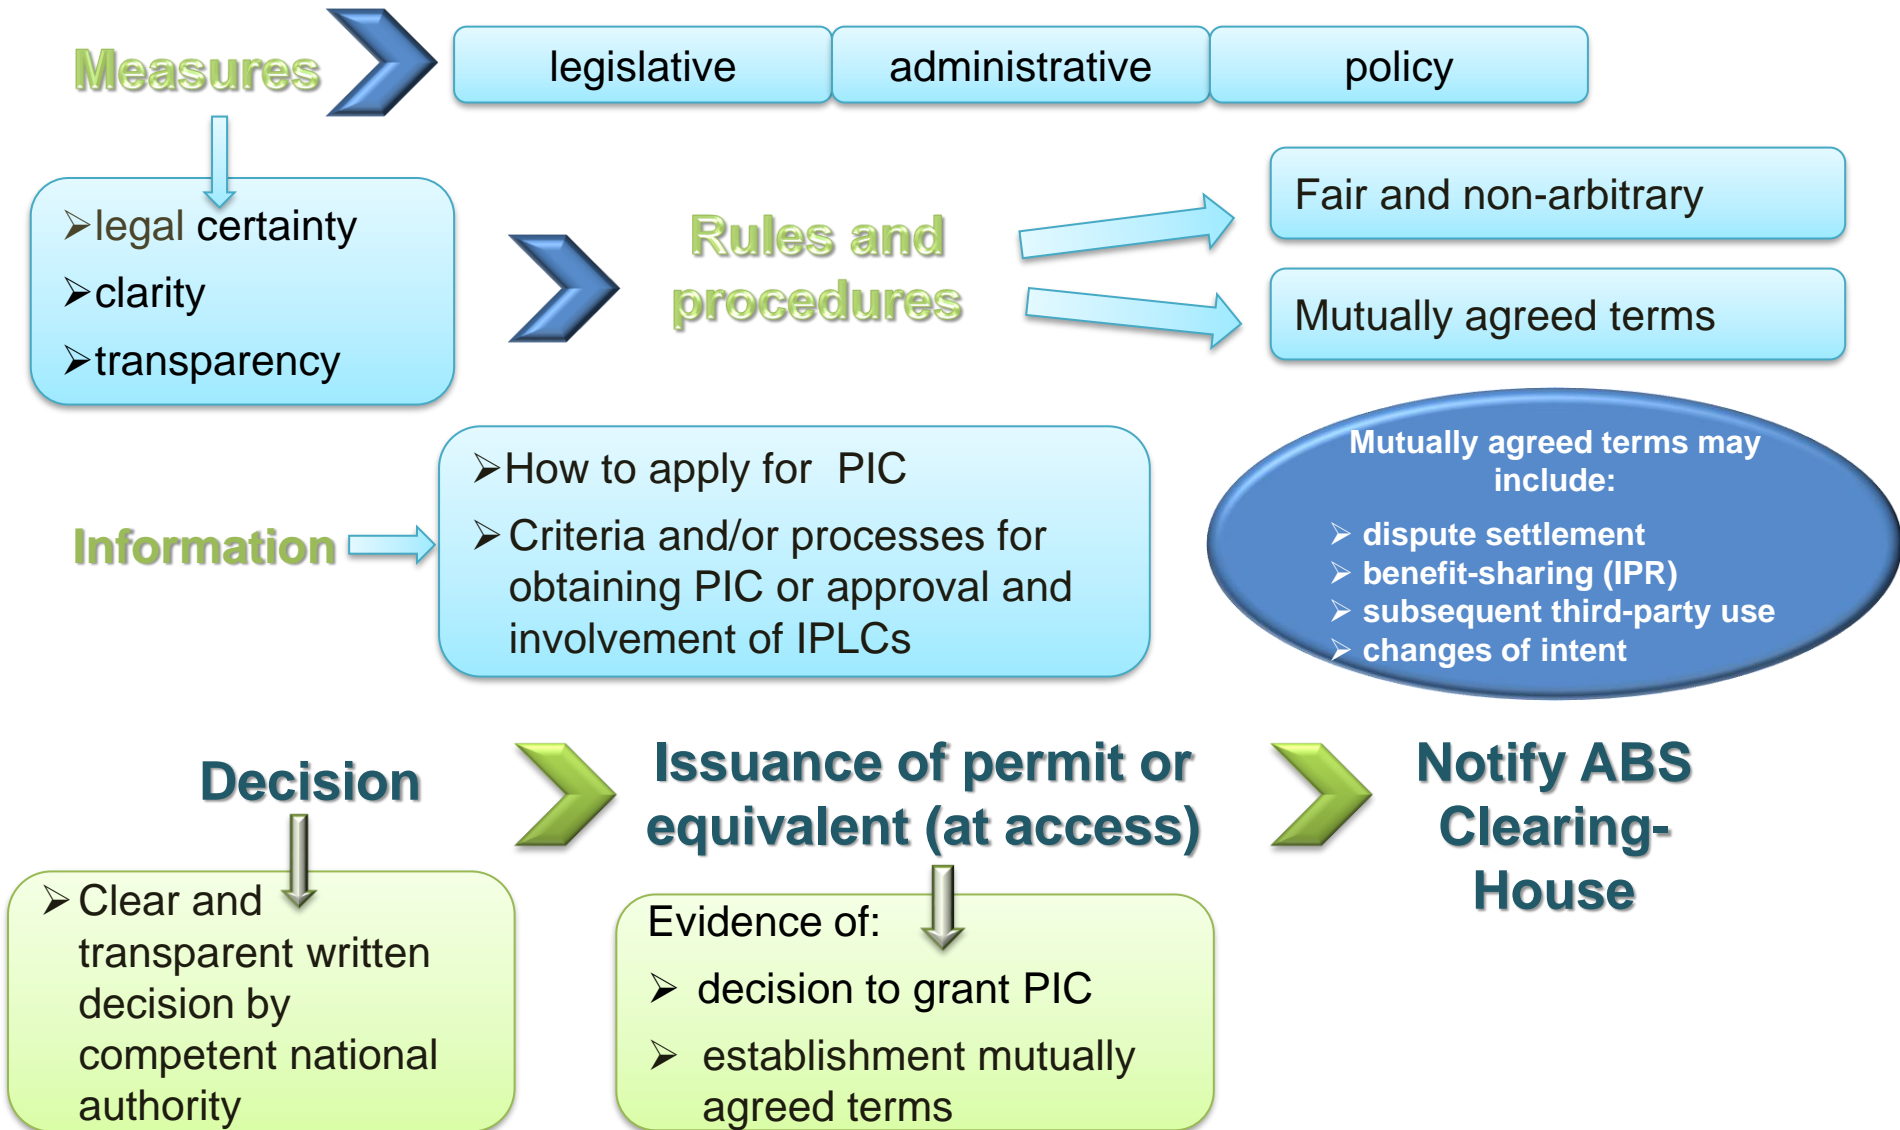 Measures
legislative
administrative
policy
➢legal certainty
➢clarity
➢transparency
Rules and
procedures
Fair and non-arbitrary
Mutually agreed terms
Information
➢How to apply for PIC
➢Criteria and/or processes for
obtaining PIC or approval and
involvement of IPLCs
Mutually agreed terms may
include:
➢ dispute settlement
➢ benefit-sharing (IPR)
➢ subsequent third-party use
➢ changes of intent
Decision
➢Clear and
transparent written
decision by
competent national
authority
Issuance of permit or
equivalent (at access)
Evidence of:
➢ decision to grant PIC
➢ establishment mutually
agreed terms
Notify ABS
Clearing-
House